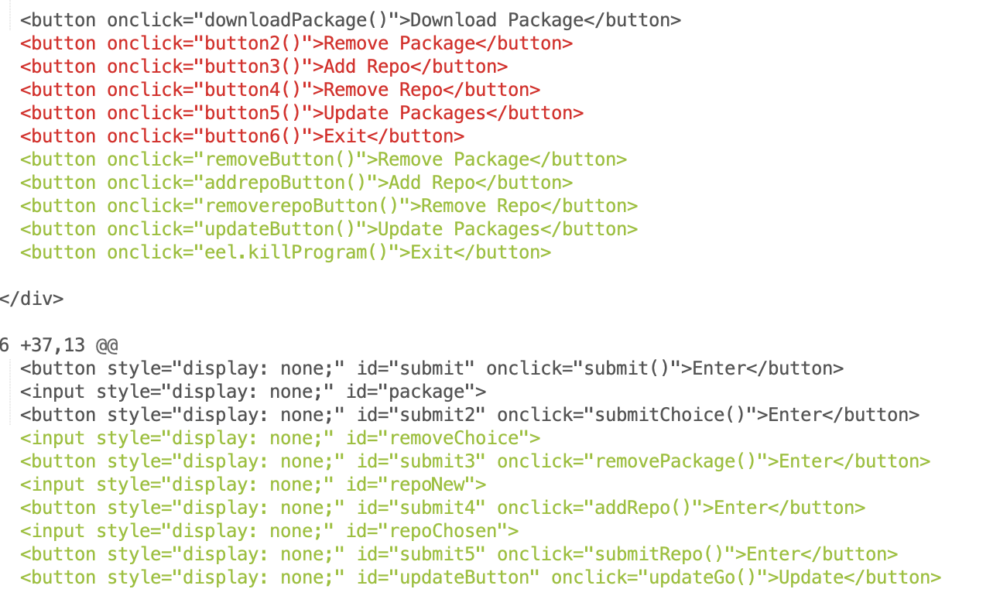 <button onclick="downloadPackage()">Download Package</button>
<button onclick="button2()">Remove Package</button>
<button onclick="button3()">Add Repo</button>
<button onclick="button4()">Remove Repo</button>
<button onclick="button5()">Update Packages</button>
<button onclick="button6()">Exit</button>
<button onclick="removeButton()">Remove Package</button>
<button onclick="addrepoButton()">Add Repo</button>
<button onclick="removerepoButton()">Remove Repo</button>
<button onclick="updateButton()">Update Packages</button>
<button onclick="eel.killProgram()">Exit</button>
</div>
6 +37,13 @@
<button style="display: none;" id="submit" onclick="submit()">Enter</button>
<input style="display: none;" id="package">
<button style="display: none;" id="submit2" onclick="submitChoice()">Enter</button>
<input style="display: none;" id="removeChoice">
<button style="display: none;" id="submit3" onclick="removePackage()">Enter</button>
<input style="display: none;" id="repoNew">
<button style="display: none;" id="submit4" onclick="addRepo()">Enter</button>
<input style="display: none;" id="repoChosen">
<button style="display: none;" id="submit5" onclick="submitRepo()">Enter</button>
<button style="display: none;" id="updateButton" onclick="updateGo()">Update</button>